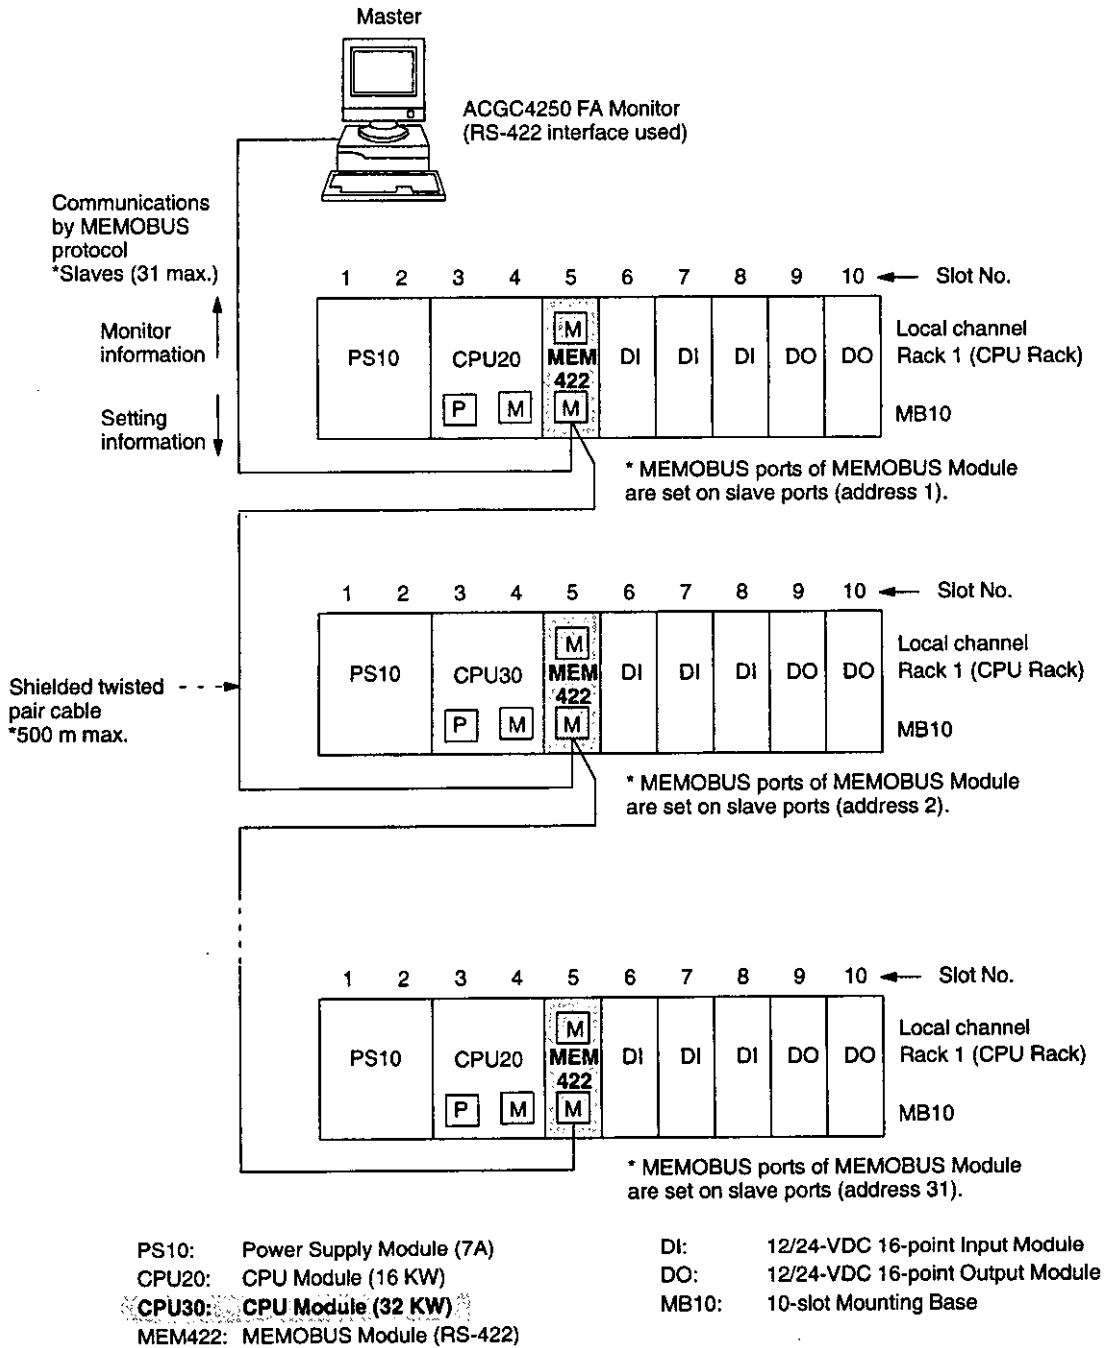 Master
ACGC4250 FA Monitor
(RS-422 interface used)
Communications
by MEMOBUS
protocol
*Slaves (31 max.)
Monitor
information
Setting
information
1 2 3 4 5 6 7 8 9 10 Slot No.
PS10 CPU20 P M M MEM 422 M DI DI DI DO DO
Local channel
Rack 1 (CPU Rack)
MB10
* MEMOBUS ports of MEMOBUS Module
are set on slave ports (address 1).
1 2 3 4 5 6 7 8 9 10 Slot No.
PS10 CPU30 P M M MEM 422 M DI DI DI DO DO
Local channel
Rack 1 (CPU Rack)
MB10
Shielded twisted
pair cable
*500 m max.
* MEMOBUS ports of MEMOBUS Module
are set on slave ports (address 2).
1 2 3 4 5 6 7 8 9 10 Slot No.
PS10 CPU20 P M M MEM 422 M DI DI DI DO DO
Local channel
Rack 1 (CPU Rack)
MB10
* MEMOBUS ports of MEMOBUS Module
are set on slave ports (address 31).
PS10: Power Supply Module (7A)
CPU20: CPU Module (16 KW)
CPU30: CPU Module (32 KW)
MEM422: MEMOBUS Module (RS-422)
DI: 12/24-VDC 16-point Input Module
DO: 12/24-VDC 16-point Output Module
MB10: 10-slot Mounting Base